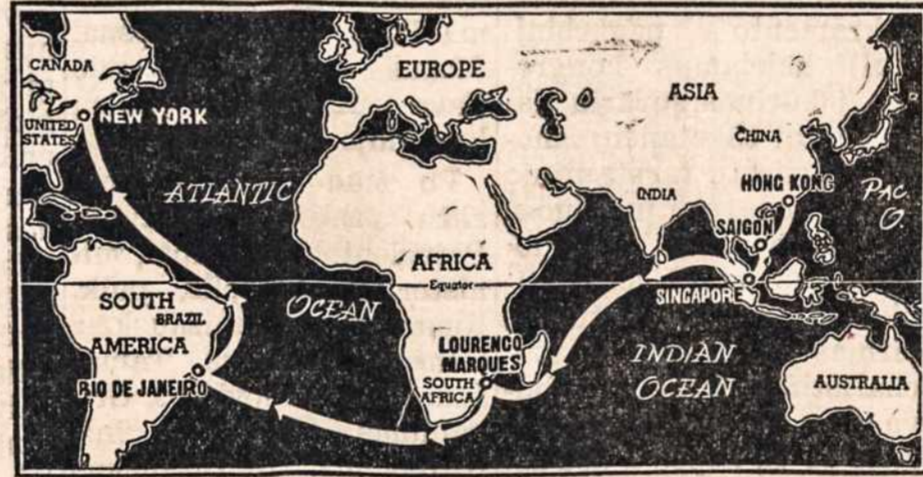 CANADA
EUROPE
ASIA
NEW YORK
UNITED
STATES
CHINA
ATLANTIC
INDIA
HONG KONG
PAC.
O.
SAIGON
AFRICA
Equator
SOUTH
BRAZIL
AMERICA
OCEAN
SINGAPORE
LOURENCO
MARQUES
INDIAN
OCEAN
SOUTH
AFRICA
RIO DE JANEIRO
AUSTRALIA